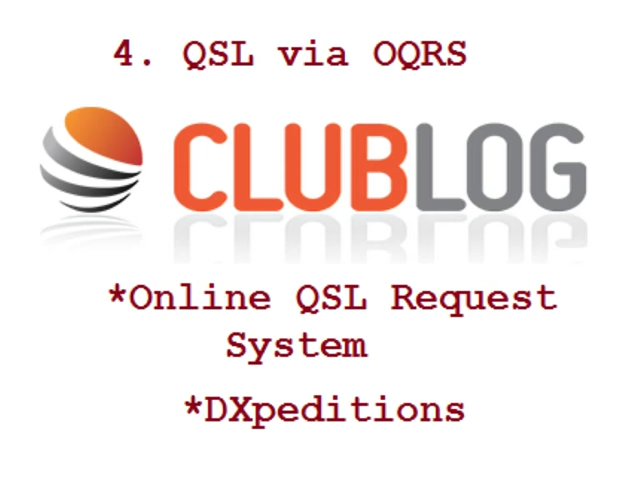 4. QSL via OQRS
CLUBLOG
*Online QSL Request
System
*DXpeditions